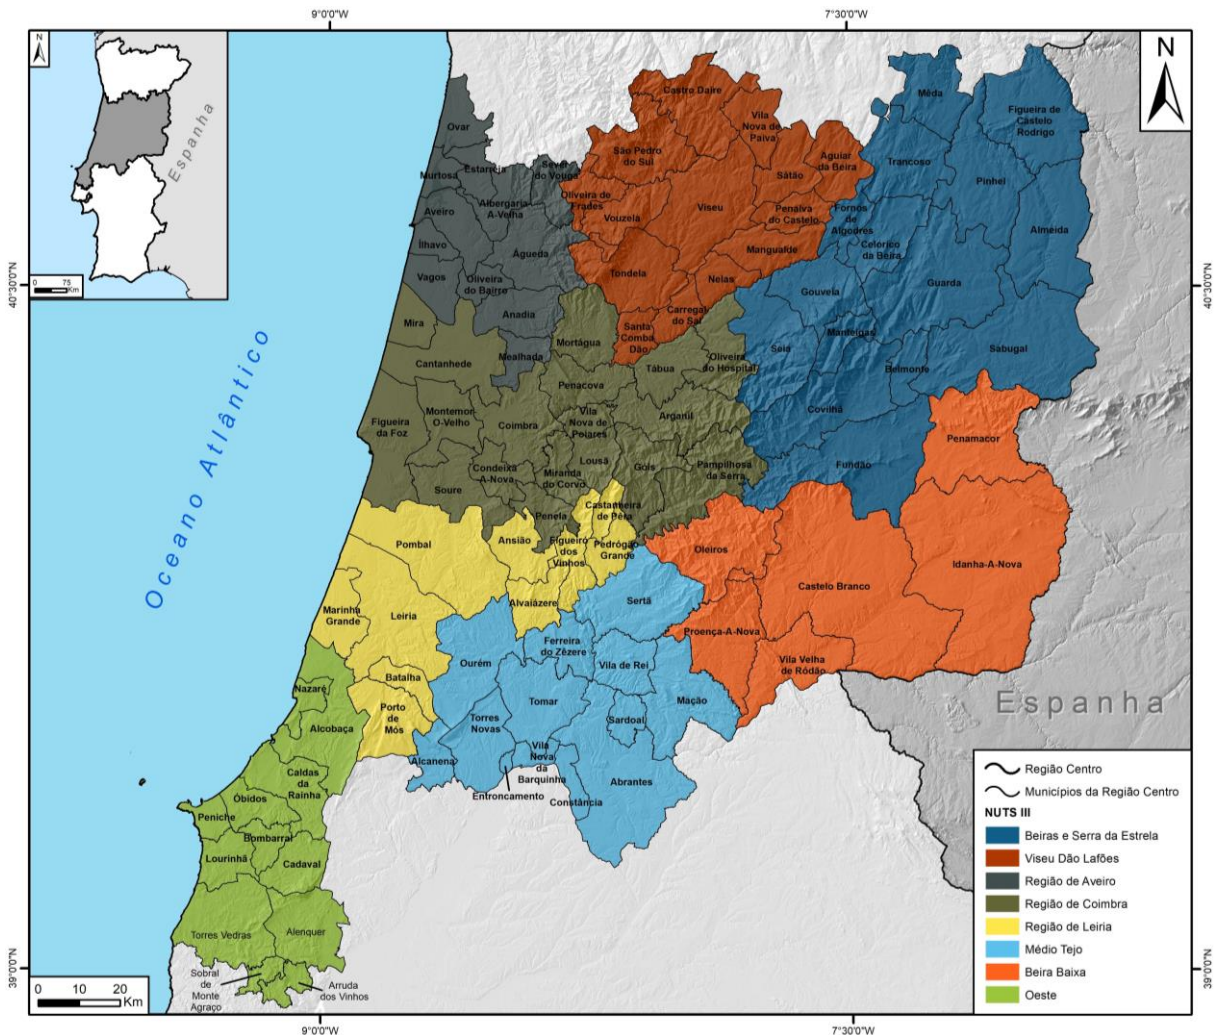 9°0'0"W
7°30'0"W
N
Espanha
0 75
Km
N
40°30'0"N
40°30'0"N
Oceano Atlântico
Ovar
Murtosa
Estarreja
Sever
do Vouga
Albergaria
A-Velha
Aveiro
Ílhavo
Águeda
Vagos
Oliveira
do Bairro
Anadia
Mealhada
Castro Daire
Vila
Nova de
Paiva
São Pedro
do Sul
Aguiar
da Beira
Sátão
Oliveira de
Frades
Vouzela
Viseu
Penalva
do Castelo
Mangualde
Tondela
Nelas
Carregal
do Sal
Santa
Comba
Dão
Mêda
Figueira de
Castelo
Rodrigo
Trancoso
Pinhel
Fornos
de
Algodres
Celorico
da Beira
Almeida
Guarda
Gouveia
Manteigas
Seia
Sabugal
Belmonte
Covilhã
Fundão
Mira
Cantanhede
Mortágua
Tábua
Oliveira
do Hospital
Penacova
Figueira
da Foz
Montemor-
O-Velho
Coimbra
Vila
Nova de
Poiares
Arganil
Condeixa
A-Nova
Lousã
Miranda
do Corvo
Góis
Pampilhosa
da Serra
Soure
Penela
Castanheira
de Pêra
Pombal
Ansião
Figueiró
dos
Vinhos
Pedrógão
Grande
Alvaiázere
Marinha
Grande
Leiria
Batalha
Porto
de
Mós
Penamacor
Oleiros
Castelo Branco
Idanha-A-Nova
Proença-A-Nova
Vila Velha
de Ródão
Sertã
Ferreira
do Zêzere
Ourém
Vila de Rei
Tomar
Mação
Sardoal
Torres
Novas
Alcanena
Vila
Nova
da
Barquinha
Entroncamento
Constância
Abrantes
Nazaré
Alcobaça
Caldas
da
Rainha
Óbidos
Peniche
Bombarral
Lourinhã
Cadaval
Torres Vedras
Alenquer
Sobral
de
Monte
Agraço
Arruda
dos Vinhos
Espanha
Região Centro
Municípios da Região Centro
NUTS III
Beiras e Serra da Estrela
Viseu Dão Lafões
Região de Aveiro
Região de Coimbra
Região de Leiria
Médio Tejo
Beira Baixa
Oeste
0 10 20
Km
39°0'0"N
39°0'0"N
9°0'0"W
7°30'0"W